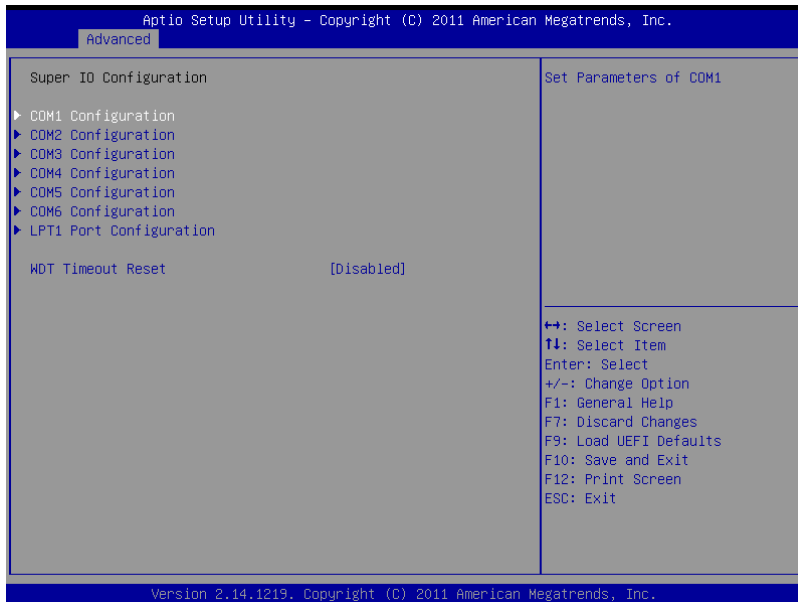 Aptio Setup Utility – Copyright (C) 2011 American Megatrends, Inc.
Advanced
Super IO Configuration
COM1 Configuration
COM2 Configuration
COM3 Configuration
COM4 Configuration
COM5 Configuration
COM6 Configuration
LPT1 Port Configuration
WDT Timeout Reset [Disabled]
Set Parameters of COM1
↔: Select Screen
↑↓: Select Item
Enter: Select
+/-: Change Option
F1: General Help
F7: Discard Changes
F9: Load UEFI Defaults
F10: Save and Exit
F12: Print Screen
ESC: Exit
Version 2.14.1219. Copyright (C) 2011 American Megatrends, Inc.